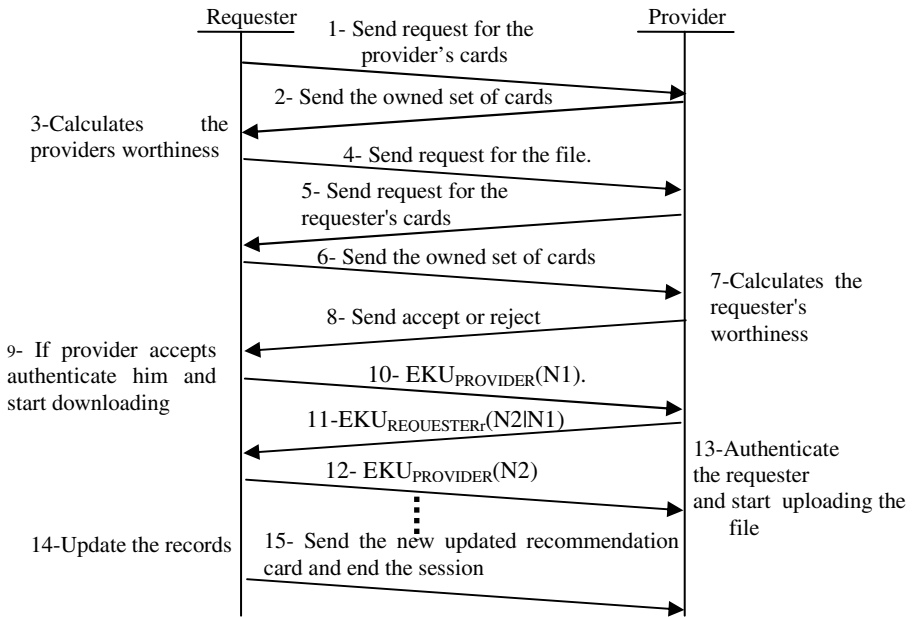 Requester
Provider
1- Send request for the
provider's cards
2- Send the owned set of cards
3-Calculates the
providers worthiness
4- Send request for the file.
5- Send request for the
requester's cards
6- Send the owned set of cards
7-Calculates the
requester's
worthiness
8- Send accept or reject
9- If provider accepts
authenticate him and
start downloading
10- EKUPROVIDER(N1).
11-EKUREQUESTERr(N2|N1)
12- EKUPROVIDER(N2)
13-Authenticate
the requester
and start uploading the
file
14-Update the records
15- Send the new updated recommendation
card and end the session